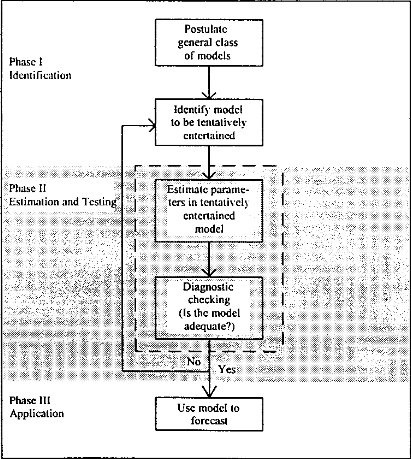 Postulate
general class
of models
Phase I
Identification
Identify model
to be tentatively
entertained
Phase II
Estimation and Testing
Estimate parame-
ters in tentatively
entertained
model
Diagnostic
checking
(Is the model
adequate?)
No
Yes
Phase III
Application
Use model to
forecast